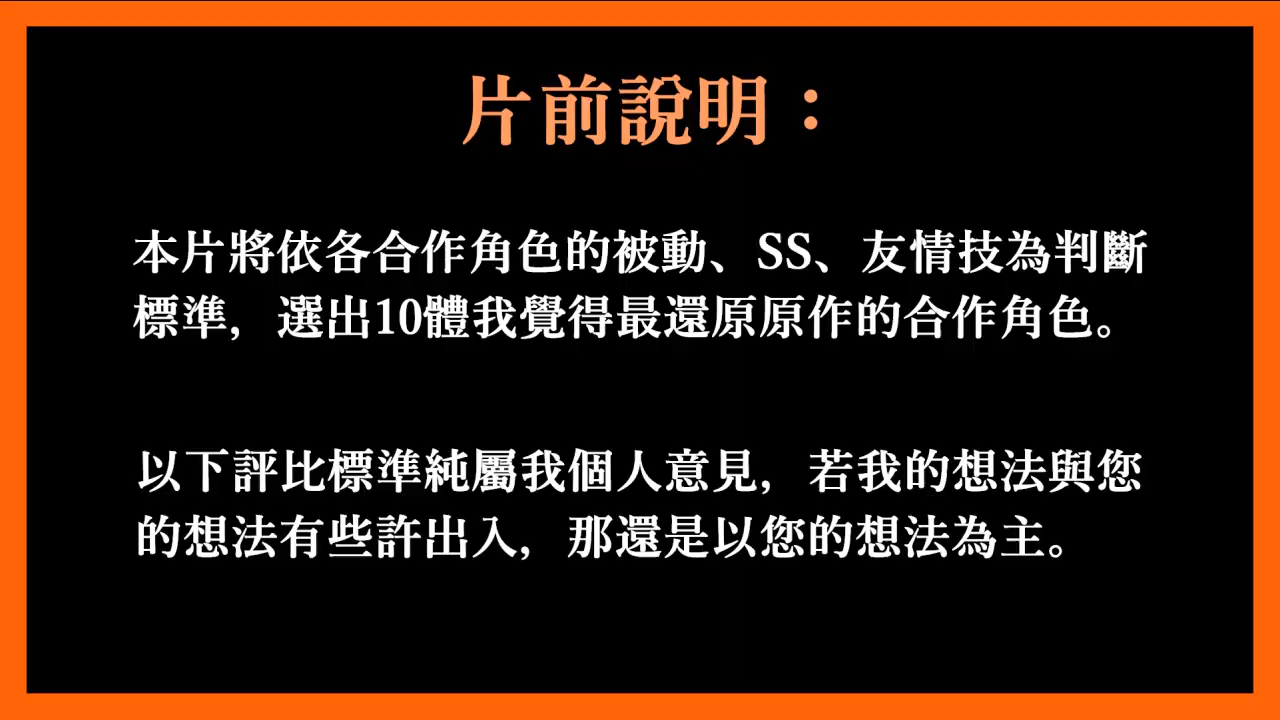 片前說明：
本片將依各合作角色的被動、SS、友情技為判斷
標準，選出10體我覺得最還原原作的合作角色。
以下評比標準純屬我個人意見，若我的想法與您
的想法有些許出入，那還是以您的想法為主。